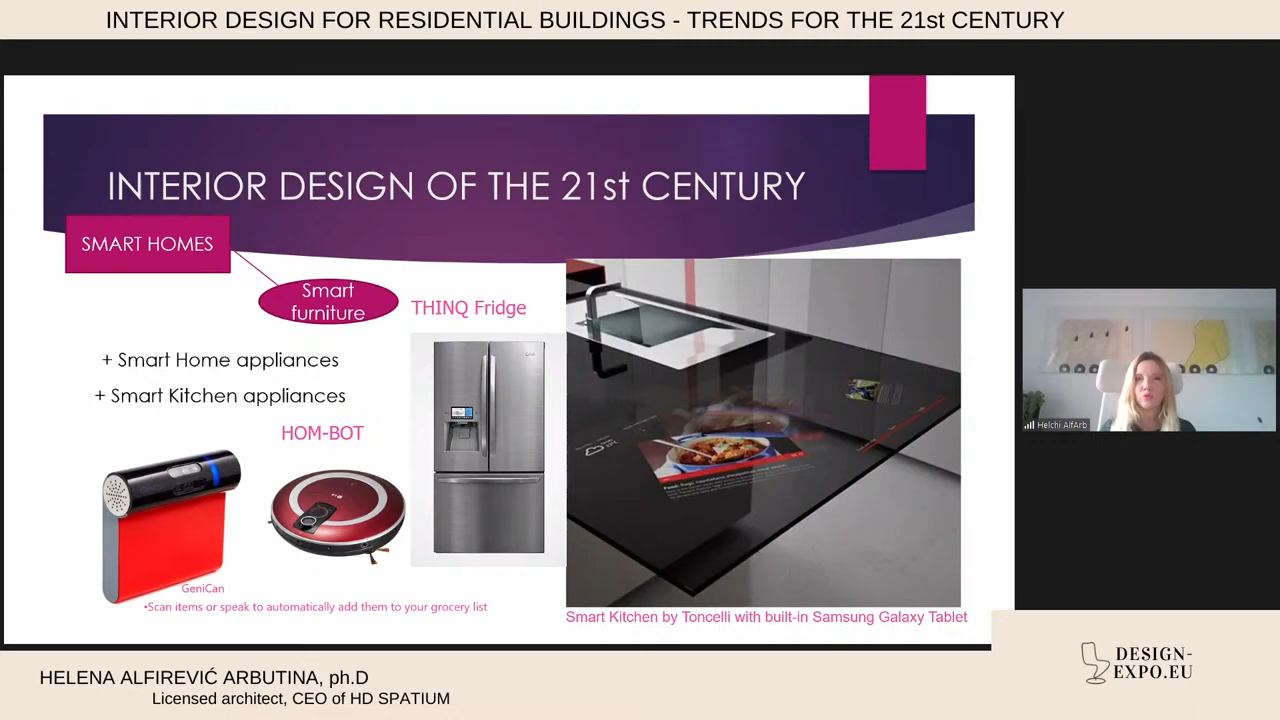 INTERIOR DESIGN FOR RESIDENTIAL BUILDINGS - TRENDS FOR THE 21st CENTURY
INTERIOR DESIGN OF THE 21st CENTURY
SMART HOMES
Smart
furniture
THINQ Fridge
+ Smart Home appliances
+ Smart Kitchen appliances
HOM-BOT
GeniCan
•Scan items or speak to automatically add them to your grocery list
Smart Kitchen by Toncelli with built-in Samsung Galaxy Tablet
Helchi AlfArb
HELENA ALFIREVIĆ ARBUTINA, ph.D
Licensed architect, CEO of HD SPATIUM
DESIGN-
EXPO.EU